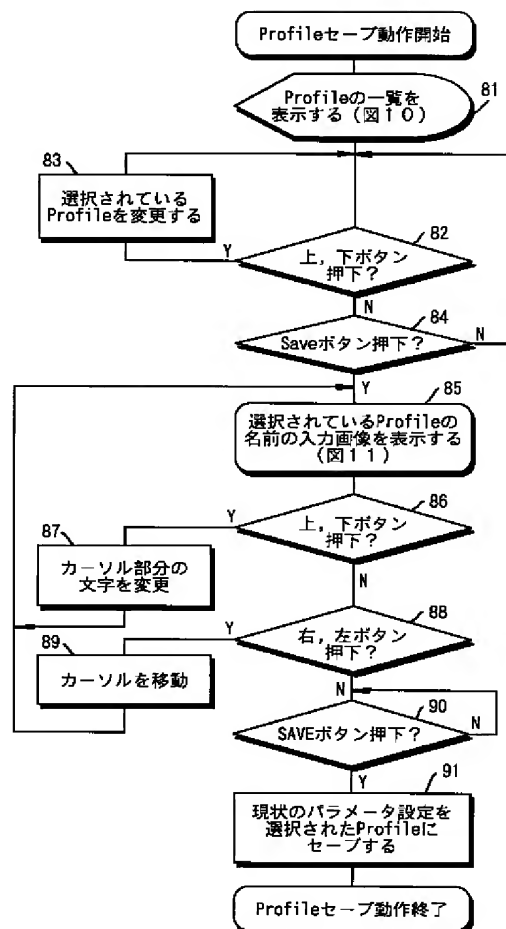 Profileセーブ動作開始
81
Profileの一覧を
表示する(図10)
83
選択されている
Profileを変更する
82
Y
上,下ボタン
押下?
N
84
Saveボタン押下?
N
Y
85
選択されているProfileの
名前の入力画像を表示する
(図11)
86
Y
上,下ボタン
押下?
87
カーソル部分の
文字を変更
N
88
Y
右,左ボタン
押下?
89
カーソルを移動
N
90
SAVEボタン押下?
N
Y
91
現状のパラメータ設定を
選択されたProfileに
セーブする
Profileセーブ動作終了